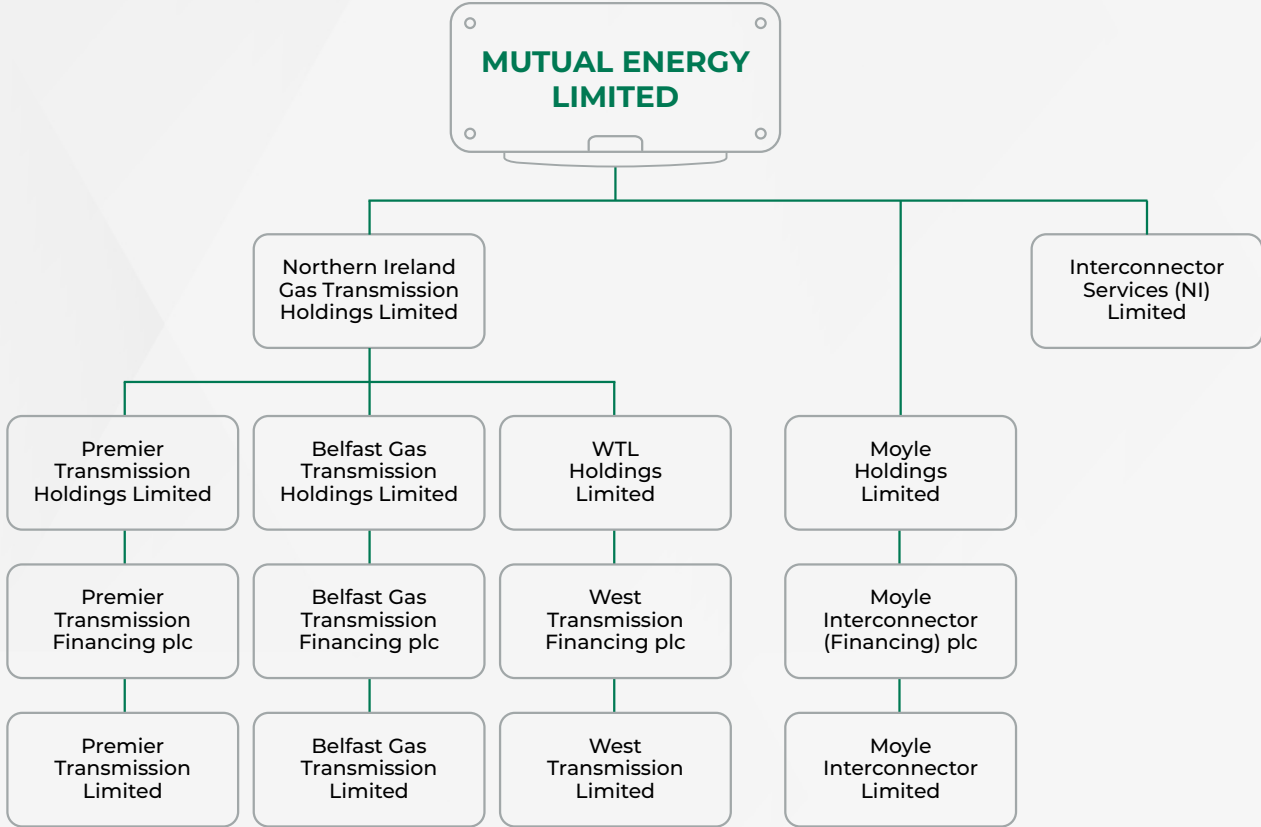 MUTUAL ENERGY
LIMITED
Northern Ireland
Gas Transmission
Holdings Limited
Interconnector
Services (NI)
Limited
Premier
Transmission
Holdings Limited
Belfast Gas
Transmission
Holdings Limited
WTL
Holdings
Limited
Moyle
Holdings
Limited
Premier
Transmission
Financing plc
Belfast Gas
Transmission
Financing plc
West
Transmission
Financing plc
Moyle
Interconnector
(Financing) plc
Premier
Transmission
Limited
Belfast Gas
Transmission
Limited
West
Transmission
Limited
Moyle
Interconnector
Limited